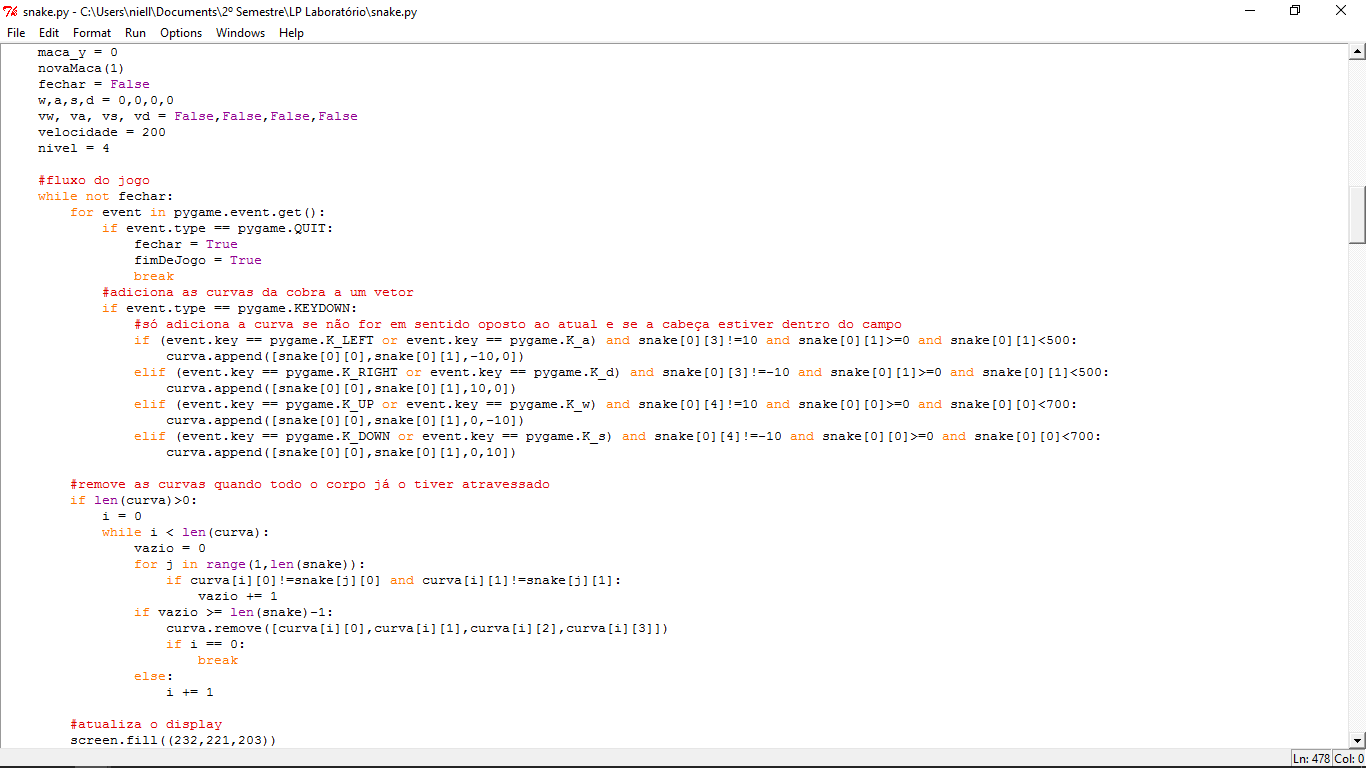 snake.py - C:\Users\niell\Documents\2º Semestre\LP Laboratório\snake.py
File Edit Format Run Options Windows Help
maca_y = 0
novaMaca(1)
fechar = False
w,a,s,d = 0,0,0,0
vw, va, vs, vd = False,False,False,False
velocidade = 200
nivel = 4
#fluxo do jogo
while not fechar:
    for event in pygame.event.get():
        if event.type == pygame.QUIT:
            fechar = True
            fimDeJogo = True
            break
        #adiciona as curvas da cobra a um vetor
        if event.type == pygame.KEYDOWN:
            #só adiciona a curva se não for em sentido oposto ao atual e se a cabeça estiver dentro do campo
            if (event.key == pygame.K_LEFT or event.key == pygame.K_a) and snake[0][3]!=10 and snake[0][1]>=0 and snake[0][1]<500:
                curva.append([snake[0][0],snake[0][1],-10,0])
            elif (event.key == pygame.K_RIGHT or event.key == pygame.K_d) and snake[0][3]!=-10 and snake[0][1]>=0 and snake[0][1]<500:
                curva.append([snake[0][0],snake[0][1],10,0])
            elif (event.key == pygame.K_UP or event.key == pygame.K_w) and snake[0][4]!=10 and snake[0][0]>=0 and snake[0][0]<700:
                curva.append([snake[0][0],snake[0][1],0,-10])
            elif (event.key == pygame.K_DOWN or event.key == pygame.K_s) and snake[0][4]!=-10 and snake[0][0]>=0 and snake[0][0]<700:
                curva.append([snake[0][0],snake[0][1],0,10])
    #remove as curvas quando todo o corpo já o tiver atravessado
    if len(curva)>0:
        i = 0
        while i < len(curva):
            vazio = 0
            for j in range(1,len(snake)):
                if curva[i][0]!=snake[j][0] and curva[i][1]!=snake[j][1]:
                    vazio += 1
            if vazio >= len(snake)-1:
                curva.remove([curva[i][0],curva[i][1],curva[i][2],curva[i][3]])
                if i == 0:
                    break
            else:
                i += 1
    #atualiza o display
    screen.fill((232,221,203))
Ln: 478 Col: 0